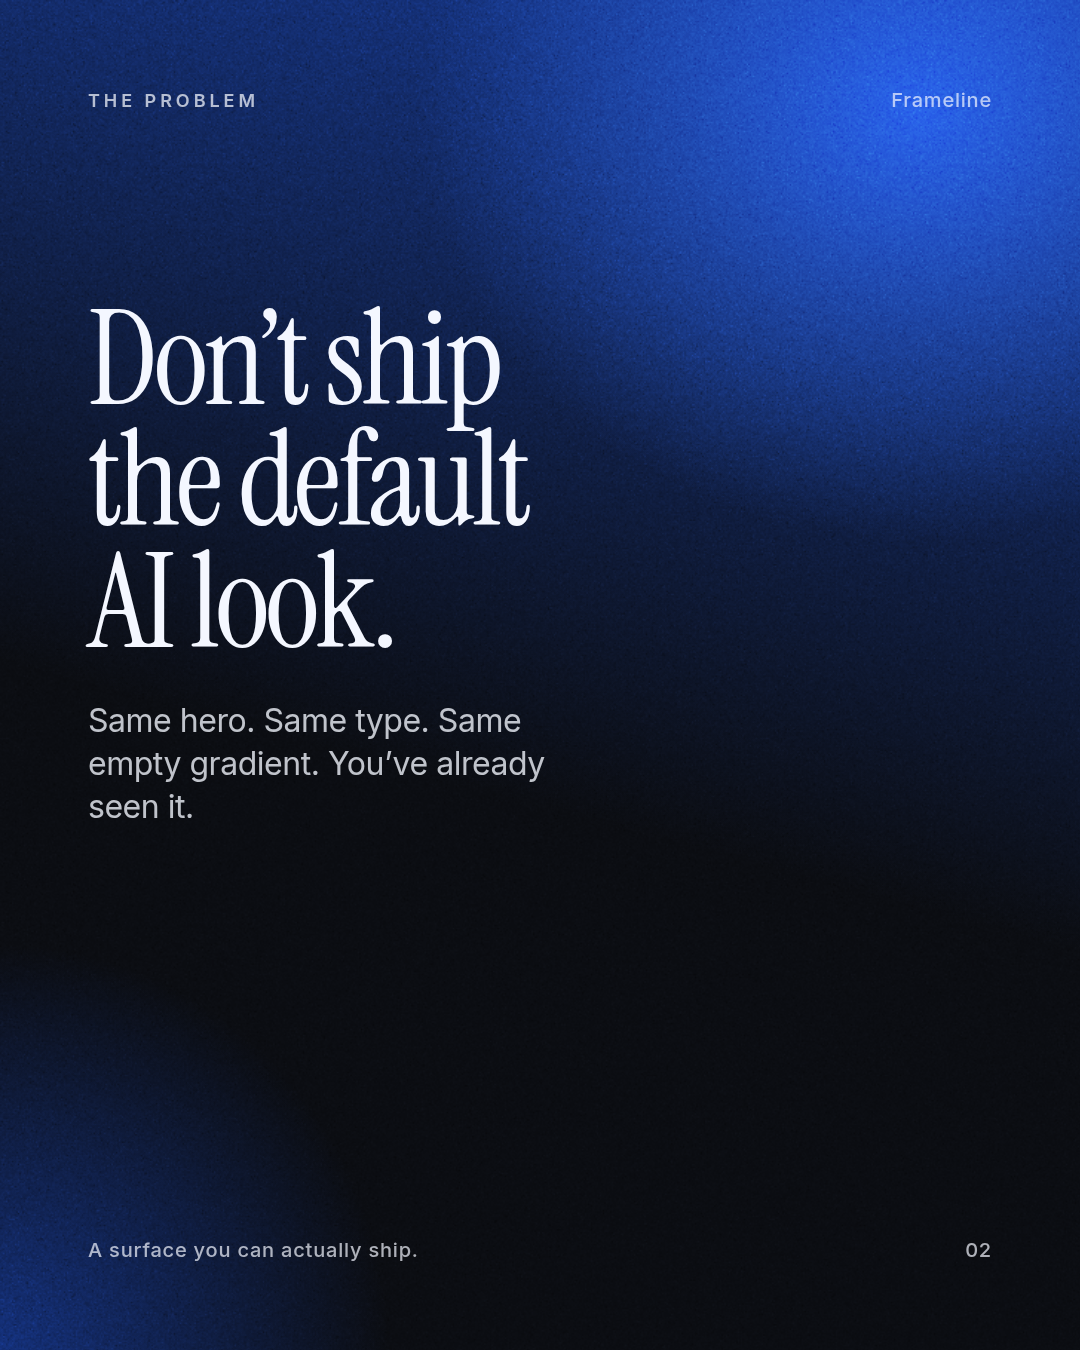 THE PROBLEM
Frameline
Don’t ship
the default
AI look.
Same hero. Same type. Same
empty gradient. You’ve already
seen it.
A surface you can actually ship.
02